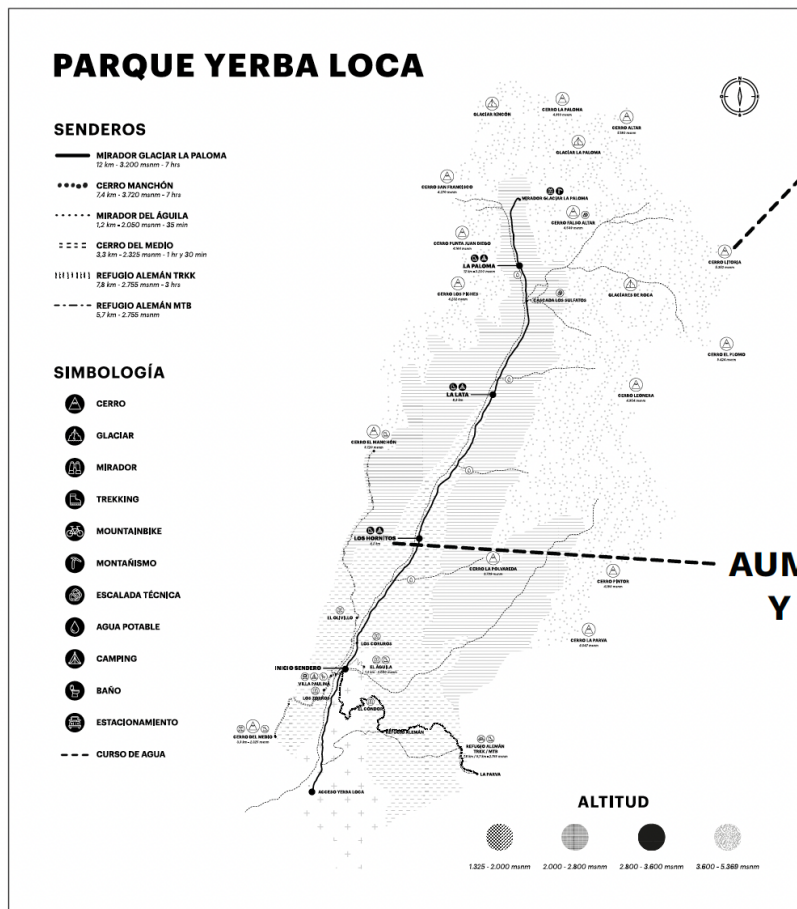 PARQUE YERBA LOCA
SENDEROS
MIRADOR GLACIAR LA PALOMA
12 km - 3.200 msnm - 7 hrs
CERRO MANCHÓN
7,4 km - 3.720 msnm - 7 hrs
MIRADOR DEL ÁGUILA
1,2 km - 2.050 msnm - 35 min
CERRO DEL MEDIO
3,3 km - 2.325 msnm - 1 hr y 30 min
REFUGIO ALEMÁN TRKK
7,8 km - 2.755 msnm - 3 hrs
REFUGIO ALEMÁN MTB
5,7 km - 2.755 msnm
SIMBOLOGÍA
CERRO
GLACIAR
MIRADOR
TREKKING
MOUNTAINBIKE
MONTAÑISMO
ESCALADA TÉCNICA
AGUA POTABLE
CAMPING
BAÑO
ESTACIONAMIENTO
CURSO DE AGUA
GLACIAR RINCÓN
CERRO LA PALOMA
CERRO ALTAR
GLACIAR LA PALOMA
CERRO SAN FRANCISCO
MIRADOR GLACIAR LA PALOMA
CERRO FALSO ALTAR
CERRO PUNTA JUAN DIEGO
LA PALOMA
CERRO LITORIA
CERRO LOS PICHES
CASCADA LOS SULFATOS
GLACIARES DE ROCA
CERRO EL PLOMO
LA LATA
CERRO LEONERA
CERRO EL MANCHÓN
LOS HORNITOS
AUM
Y
CERRO LA POLVAREDA
CERRO PINTOR
EL OLIVILLO
CERRO LA PARVA
INICIO SENDERO
EL ÁGUILA
VILLA PAULINA
EL CÓNDOR
CERRO DEL MEDIO
REFUGIO ALEMÁN
REFUGIO ALEMÁN
TREK / MTB
LA PARVA
ACCESO YERBA LOCA
ALTITUD
1.325 - 2.000 msnm
2.000 - 2.800 msnm
2.800 - 3.600 msnm
3.600 - 5.369 msnm